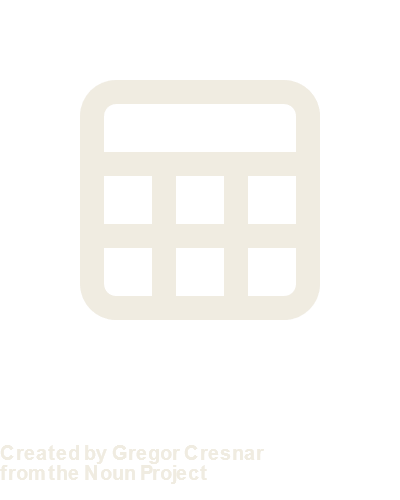 Created by Gregor Cresnar
from the Noun Project